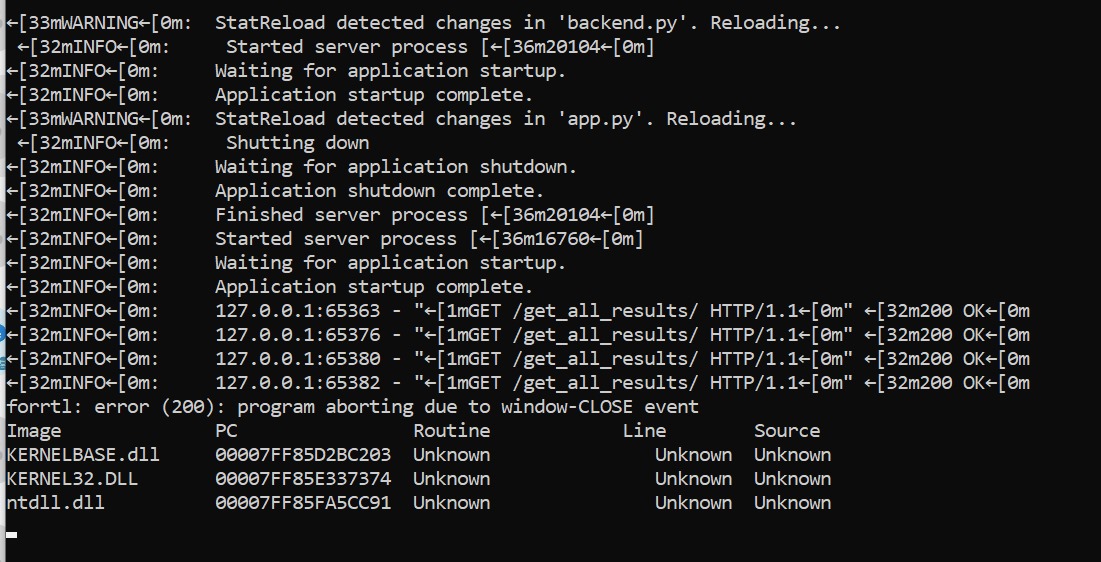 ←[33mWARNING←[0m:  StatReload detected changes in 'backend.py'. Reloading...
 ←[32mINFO←[0m:     Started server process [←[36m20104←[0m]
←[32mINFO←[0m:     Waiting for application startup.
←[32mINFO←[0m:     Application startup complete.
←[33mWARNING←[0m:  StatReload detected changes in 'app.py'. Reloading...
 ←[32mINFO←[0m:     Shutting down
←[32mINFO←[0m:     Waiting for application shutdown.
←[32mINFO←[0m:     Application shutdown complete.
←[32mINFO←[0m:     Finished server process [←[36m20104←[0m]
←[32mINFO←[0m:     Started server process [←[36m16760←[0m]
←[32mINFO←[0m:     Waiting for application startup.
←[32mINFO←[0m:     Application startup complete.
←[32mINFO←[0m:     127.0.0.1:65363 - "←[1mGET /get_all_results/ HTTP/1.1←[0m" ←[32m200 OK←[0m
←[32mINFO←[0m:     127.0.0.1:65376 - "←[1mGET /get_all_results/ HTTP/1.1←[0m" ←[32m200 OK←[0m
←[32mINFO←[0m:     127.0.0.1:65380 - "←[1mGET /get_all_results/ HTTP/1.1←[0m" ←[32m200 OK←[0m
←[32mINFO←[0m:     127.0.0.1:65382 - "←[1mGET /get_all_results/ HTTP/1.1←[0m" ←[32m200 OK←[0m
forrtl: error (200): program aborting due to window-CLOSE event
Image              PC                Routine            Line        Source
KERNELBASE.dll     00007FF85D2BC203  Unknown               Unknown  Unknown
KERNEL32.DLL       00007FF85E337374  Unknown               Unknown  Unknown
ntdll.dll          00007FF85FA5CC91  Unknown               Unknown  Unknown